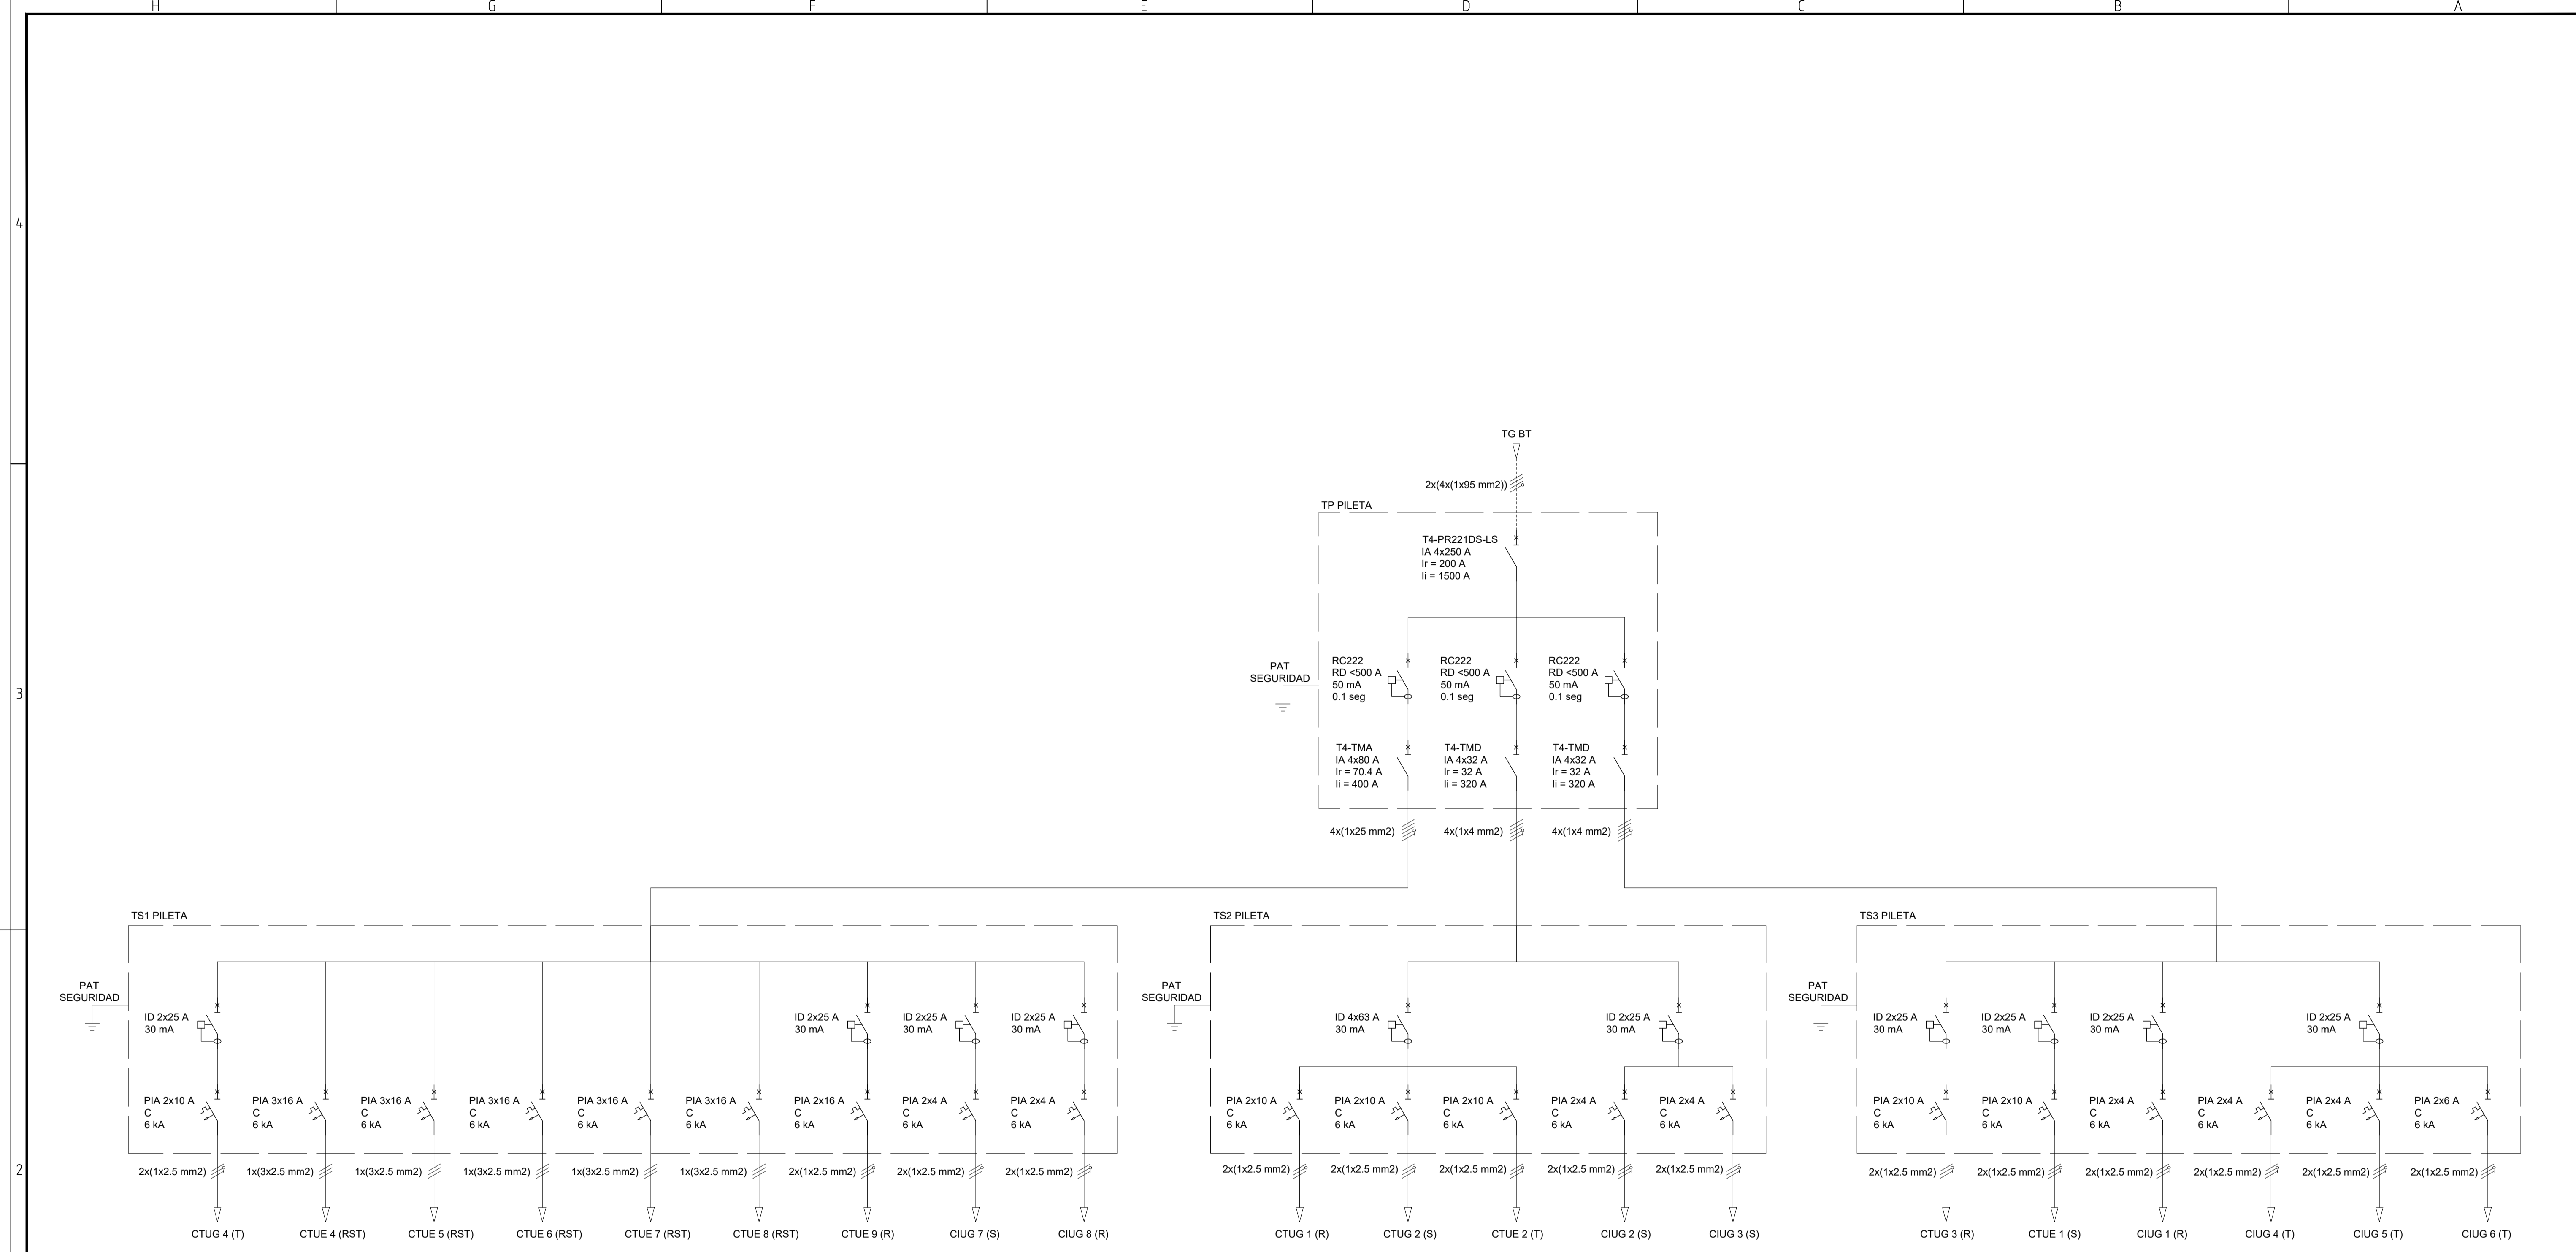 H G F E D C B A
4
TG BT
2x(4x(1x95 mm2))
TP PILETA
T4-PR221DS-LS
IA 4x250 A
Ir = 200 A
Ii = 1500 A
3
PAT
SEGURIDAD
RC222
RD <500 A
50 mA
0.1 seg
RC222
RD <500 A
50 mA
0.1 seg
RC222
RD <500 A
50 mA
0.1 seg
T4-TMA
IA 4x80 A
Ir = 70.4 A
Ii = 400 A
T4-TMD
IA 4x32 A
Ir = 32 A
Ii = 320 A
T4-TMD
IA 4x32 A
Ir = 32 A
Ii = 320 A
4x(1x25 mm2)
4x(1x4 mm2)
4x(1x4 mm2)
TS1 PILETA
PAT
SEGURIDAD
ID 2x25 A
30 mA
ID 2x25 A
30 mA
ID 2x25 A
30 mA
ID 2x25 A
30 mA
PIA 2x10 A
C
6 kA
PIA 3x16 A
C
6 kA
PIA 3x16 A
C
6 kA
PIA 3x16 A
C
6 kA
PIA 3x16 A
C
6 kA
PIA 3x16 A
C
6 kA
PIA 2x16 A
C
6 kA
PIA 2x4 A
C
6 kA
PIA 2x4 A
C
6 kA
2
2x(1x2.5 mm2)
1x(3x2.5 mm2)
1x(3x2.5 mm2)
1x(3x2.5 mm2)
1x(3x2.5 mm2)
1x(3x2.5 mm2)
2x(1x2.5 mm2)
2x(1x2.5 mm2)
2x(1x2.5 mm2)
CTUG 4 (T)
CTUE 4 (RST)
CTUE 5 (RST)
CTUE 6 (RST)
CTUE 7 (RST)
CTUE 8 (RST)
CTUE 9 (R)
CIUG 7 (S)
CIUG 8 (R)
TS2 PILETA
PAT
SEGURIDAD
ID 4x63 A
30 mA
ID 2x25 A
30 mA
PIA 2x10 A
C
6 kA
PIA 2x10 A
C
6 kA
PIA 2x10 A
C
6 kA
PIA 2x4 A
C
6 kA
PIA 2x4 A
C
6 kA
2x(1x2.5 mm2)
2x(1x2.5 mm2)
2x(1x2.5 mm2)
2x(1x2.5 mm2)
2x(1x2.5 mm2)
CTUG 1 (R)
CTUG 2 (S)
CTUE 2 (T)
CIUG 2 (S)
CIUG 3 (S)
TS3 PILETA
PAT
SEGURIDAD
ID 2x25 A
30 mA
ID 2x25 A
30 mA
ID 2x25 A
30 mA
ID 2x25 A
30 mA
PIA 2x10 A
C
6 kA
PIA 2x10 A
C
6 kA
PIA 2x4 A
C
6 kA
PIA 2x4 A
C
6 kA
PIA 2x4 A
C
6 kA
PIA 2x6 A
C
6 kA
2x(1x2.5 mm2)
2x(1x2.5 mm2)
2x(1x2.5 mm2)
2x(1x2.5 mm2)
2x(1x2.5 mm2)
2x(1x2.5 mm2)
CTUG 3 (R)
CTUE 1 (S)
CIUG 1 (R)
CIUG 4 (T)
CIUG 5 (T)
CIUG 6 (T)